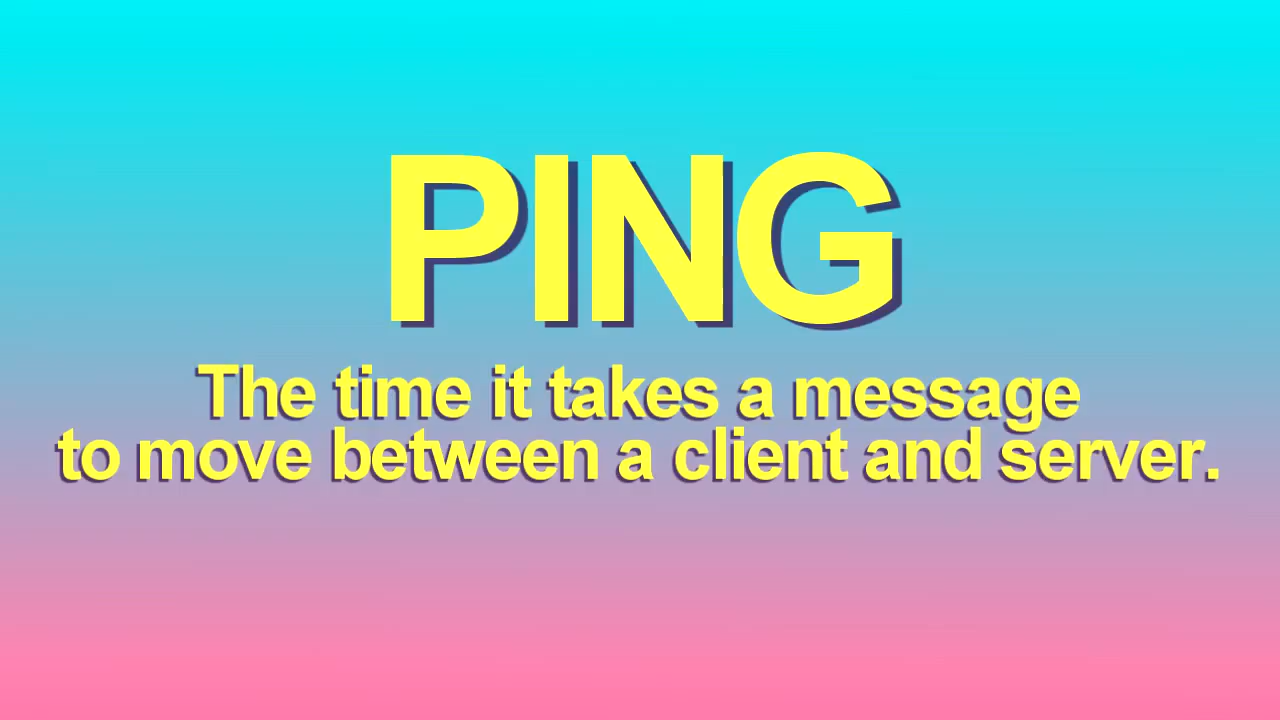 PING
The time it takes a message
to move between a client and server.